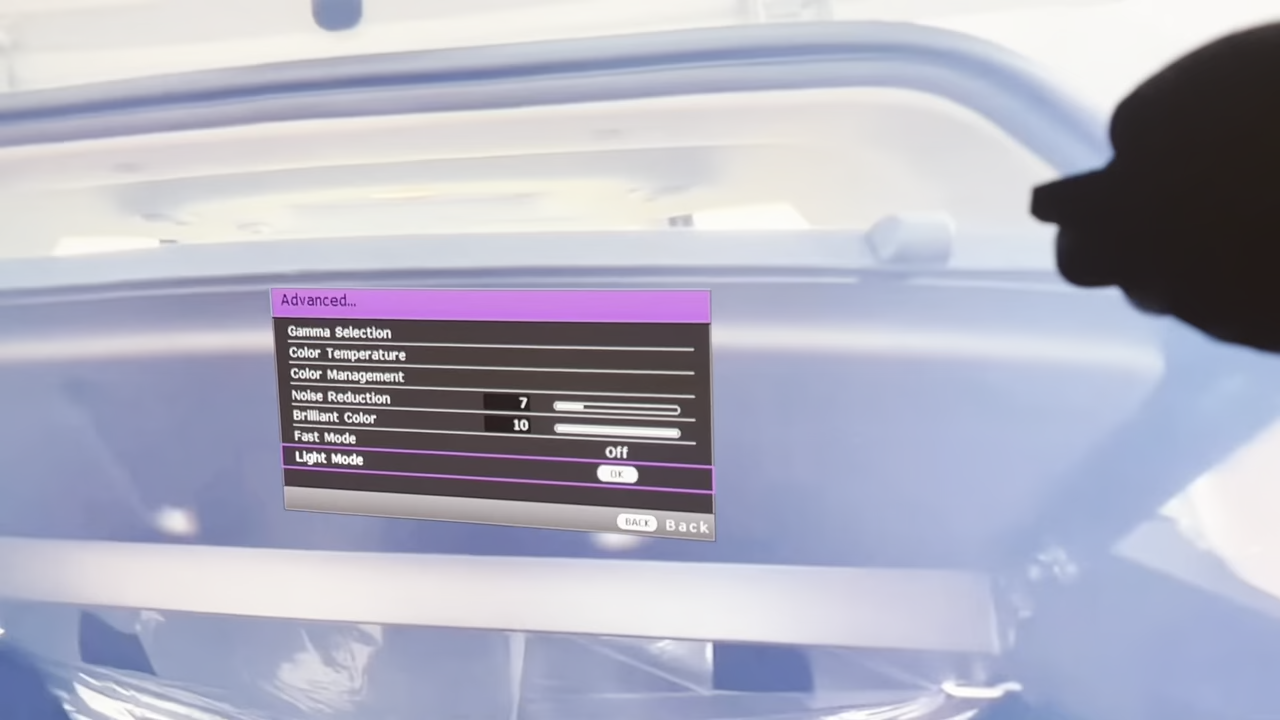 Advanced...
Gamma Selection
Color Temperature
Color Management
Noise Reduction 7
Brilliant Color 10
Fast Mode Off
Light Mode OK
BACK Back